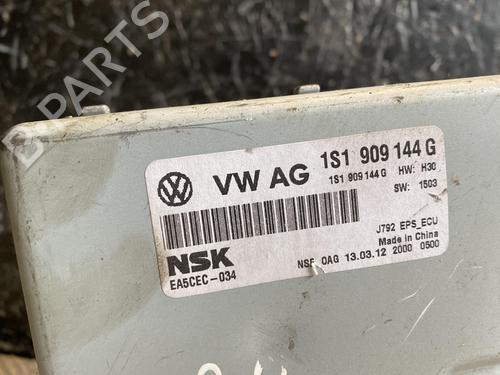 B-PARTS
VW AG 1S1 909 144 G
1S1 909 144 G HW: H30
SW: 1503
J792 EPS_ECU
Made in China
NSK NSF 0AG 13.03.12 2000 0500
EA5CEC-034